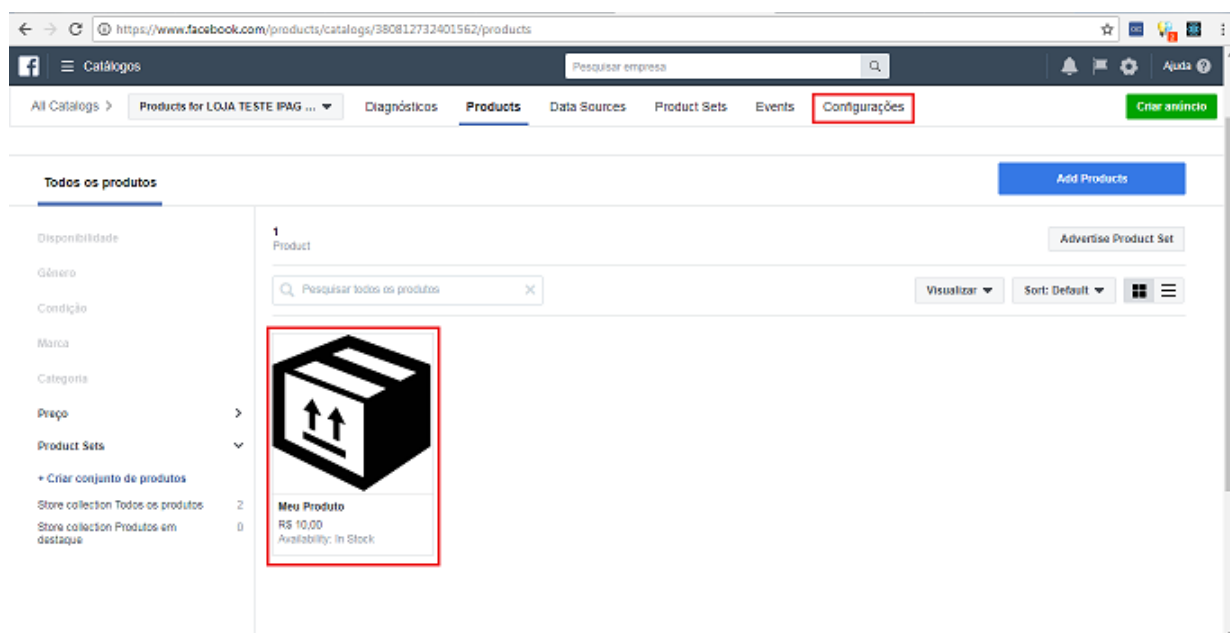 https://www.facebook.com/products/catalogs/380812732401562/products
Catálogos
Pesquisar empresa
Ajuda
All Catalogs >
Products for LOJA TESTE IPAG ...
Diagnósticos
Products
Data Sources
Product Sets
Events
Configurações
Criar anúncio
Todos os produtos
Add Products
Disponibilidade
Gênero
Condição
Marca
Categoria
Preço
Product Sets
+ Criar conjunto de produtos
Store collection Todos os produtos 2
Store collection Produtos em destaque 0
1
Product
Advertise Product Set
Pesquisar todos os produtos
Visualizar
Sort: Default
Meu Produto
R$ 10,00
Availability: In Stock